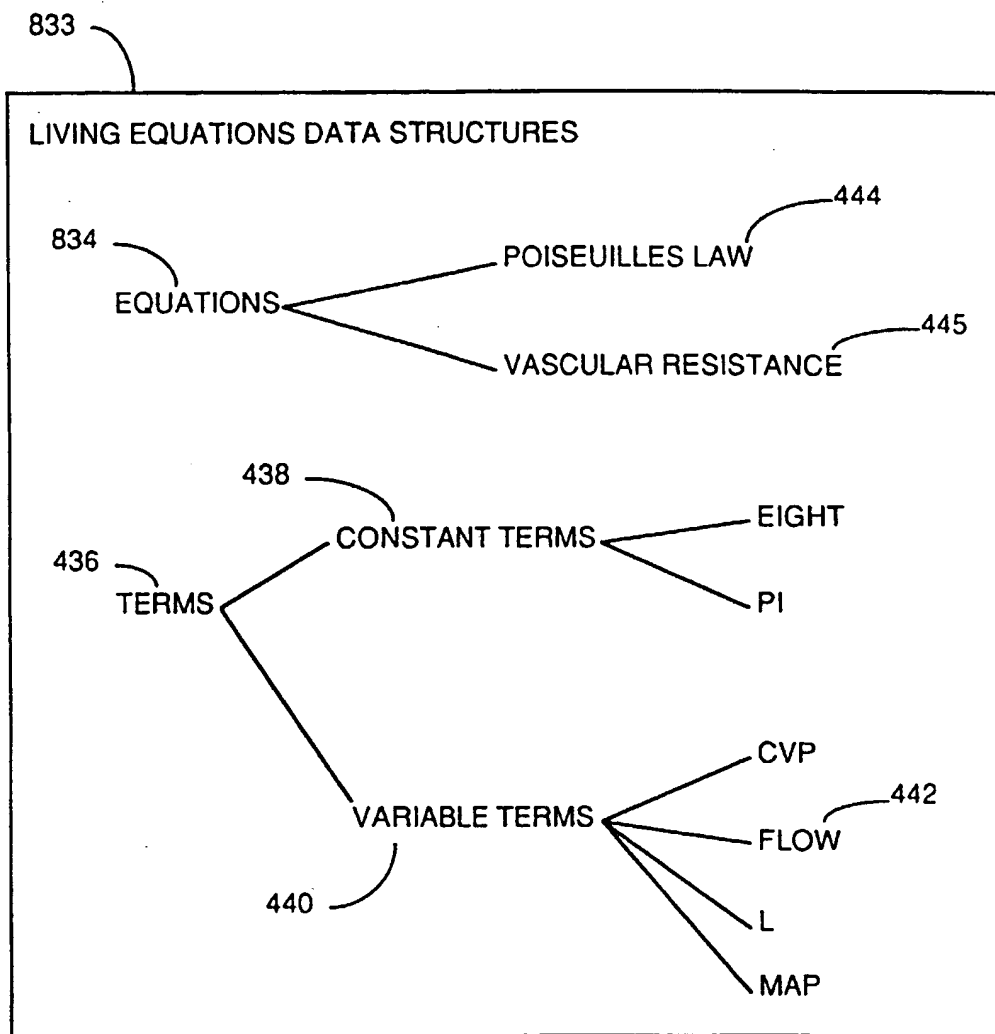 833
LIVING EQUATIONS DATA STRUCTURES
444
834
POISEUILLES LAW
EQUATIONS
445
VASCULAR RESISTANCE
438
EIGHT
CONSTANT TERMS
436
TERMS
PI
CVP
442
VARIABLE TERMS
FLOW
440
L
MAP